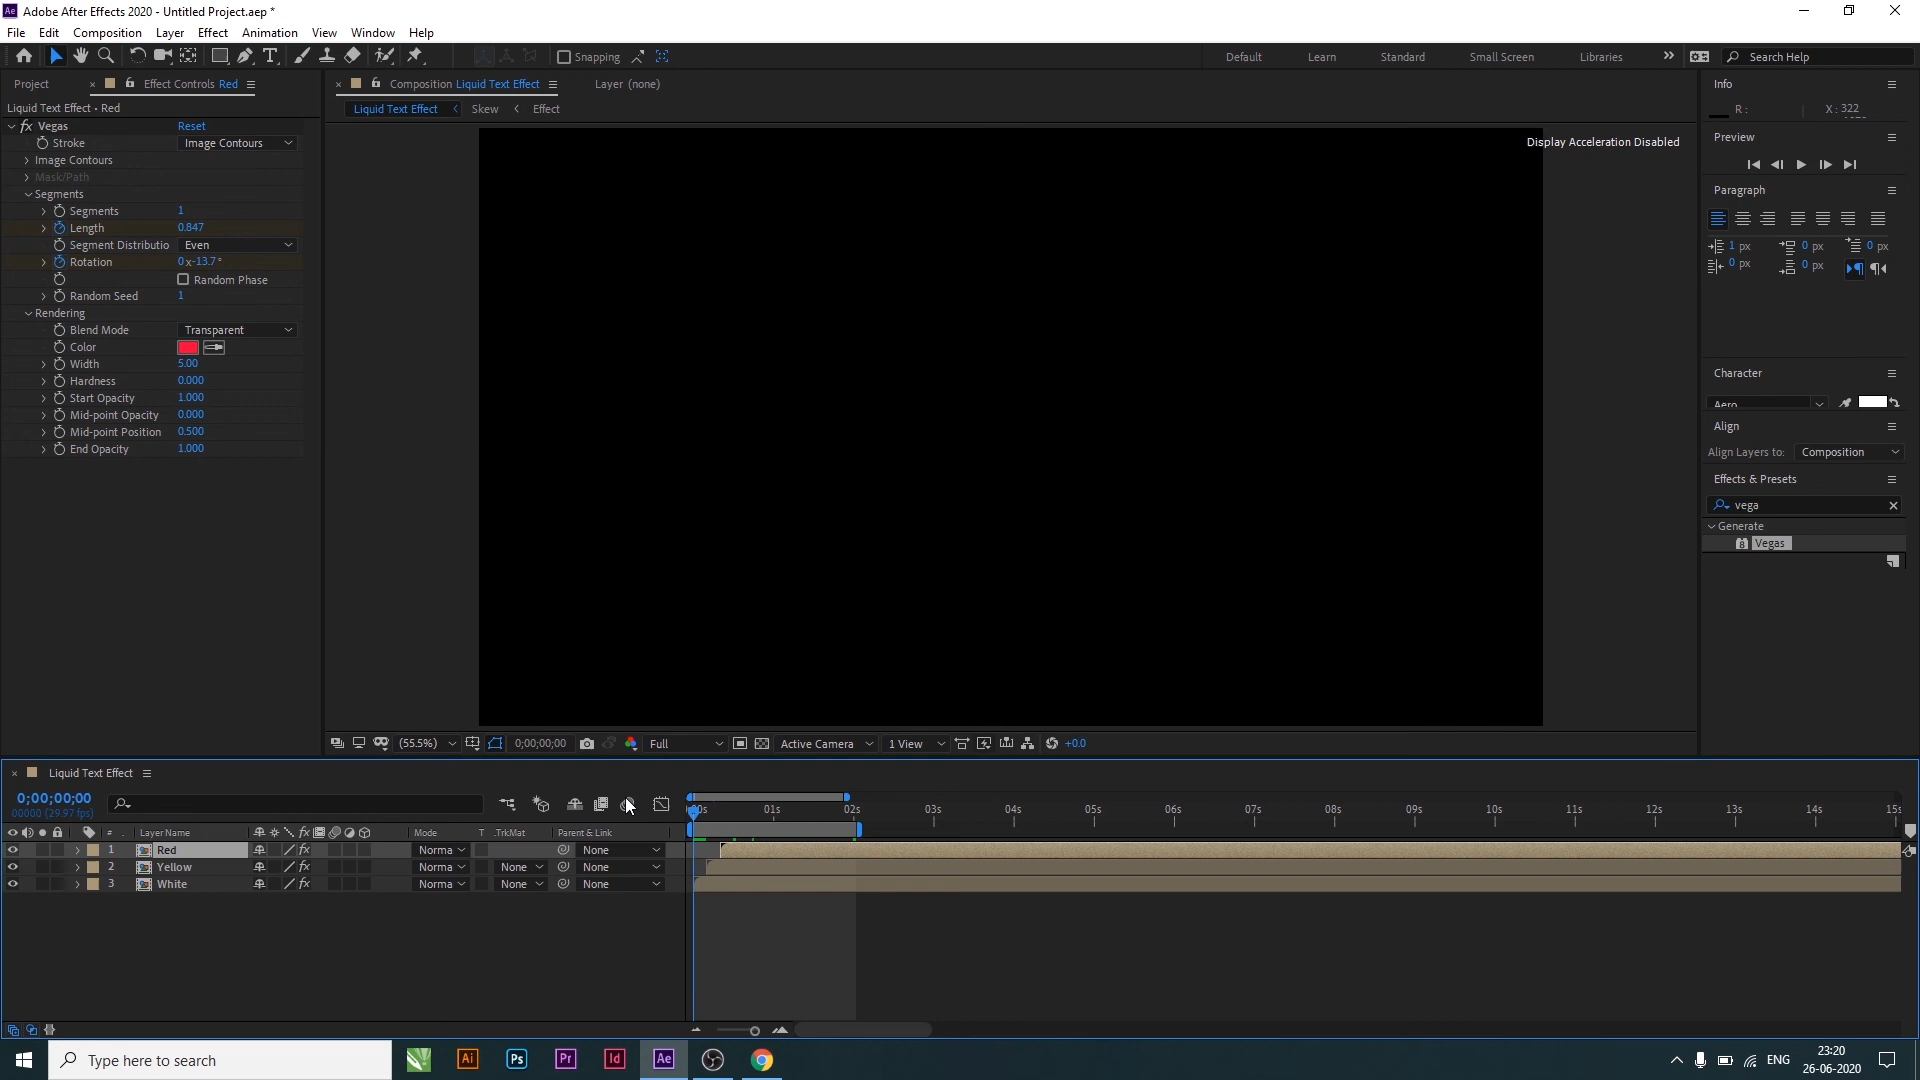 Adobe After Effects 2020 - Untitled Project.aep *
File Edit Composition Layer Effect Animation View Window Help
Snapping Default Learn Standard Small Screen Libraries Search Help
Project Effect Controls Red Composition Liquid Text Effect Layer (none) Info
Liquid Text Effect • Red Liquid Text Effect Skew Effect R : X : 322
Vegas Reset
Stroke Image Contours Display Acceleration Disabled Preview
Image Contours
Mask/Path
Segments Paragraph
Segments 1
Length 0.847
Segment Distributio Even 1 px 0 px 0 px
Rotation 0x-13.7° 0 px 0 px
Random Phase
Random Seed 1
Rendering
Blend Mode Transparent
Color
Width 5.00 Character
Hardness 0.000
Start Opacity 1.000 Aero
Mid-point Opacity 0.000
Mid-point Position 0.500 Align
End Opacity 1.000 Align Layers to: Composition
Effects & Presets
vega
Generate
Vegas
(55.5%) 0;00;00;00 Full Active Camera 1 View +0.0
Liquid Text Effect
0;00;00;00
00000 (29.97 fps) 01s 02s 03s 04s 05s 06s 07s 08s 09s 10s 11s 12s 13s 14s
# Layer Name Mode T .TrkMat Parent & Link
1 Red Norma None
2 Yellow Norma None None
3 White Norma None None
Type here to search Ai Ps Pr Id Ae ENG 23:20
26-06-2020